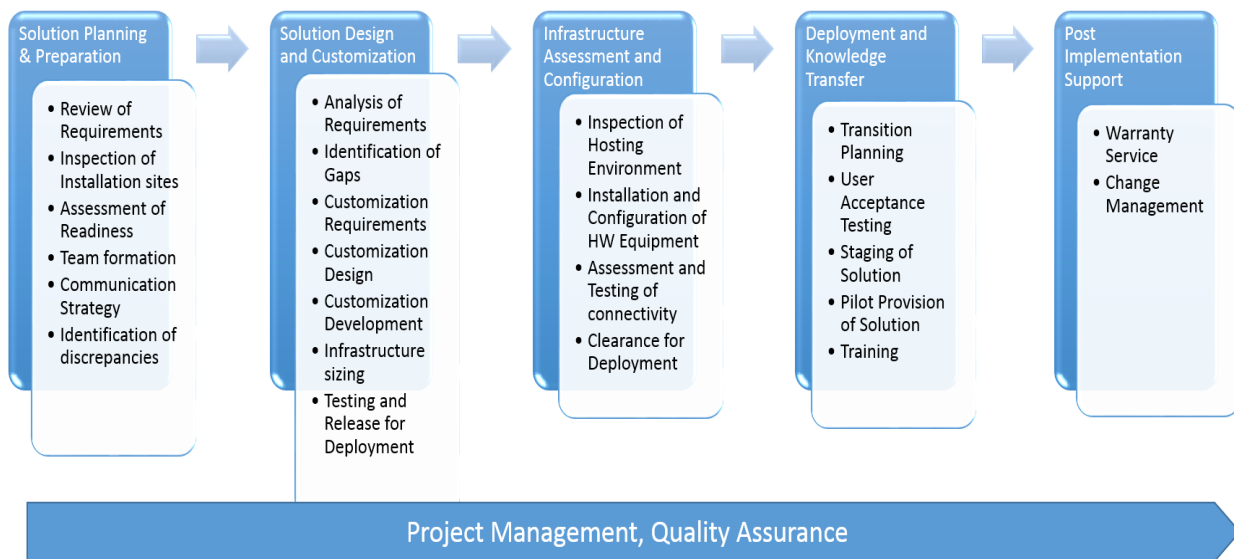 Solution Planning
& Preparation
• Review of
Requirements
• Inspection of
Installation sites
• Assessment of
Readiness
• Team formation
• Communication
Strategy
• Identification of
discrepancies
Solution Design
and Customization
• Analysis of
Requirements
• Identification of
Gaps
• Customization
Requirements
• Customization
Design
• Customization
Development
• Infrastructure
sizing
• Testing and
Release for
Deployment
Infrastructure
Assessment and
Configuration
• Inspection of
Hosting
Environment
• Installation and
Configuration of
HW Equipment
• Assessment and
Testing of
connectivity
• Clearance for
Deployment
Deployment and
Knowledge
Transfer
• Transition
Planning
• User
Acceptance
Testing
• Staging of
Solution
• Pilot Provision
of Solution
• Training
Post
Implementation
Support
• Warranty
Service
• Change
Management
Project Management, Quality Assurance